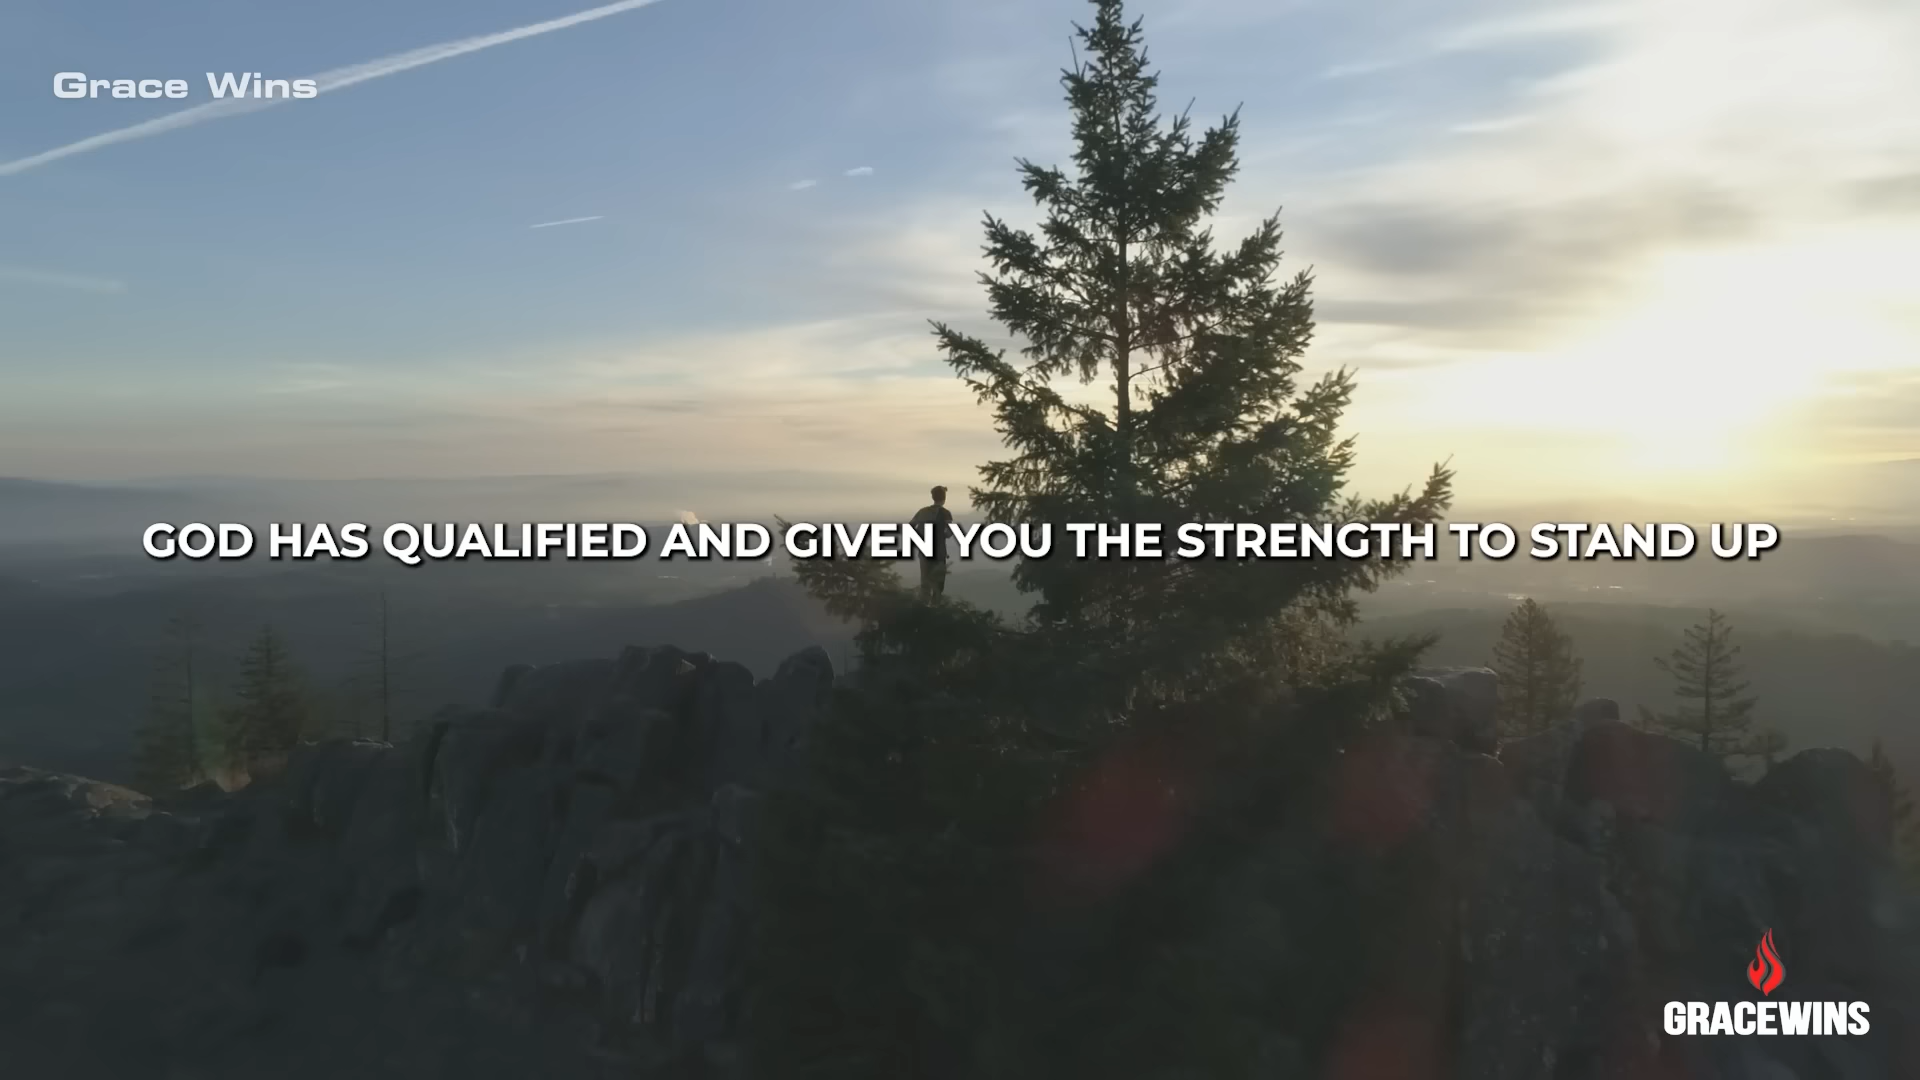 Grace Wins
GOD HAS QUALIFIED AND GIVEN YOU THE STRENGTH TO STAND UP
GRACEWINS